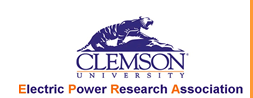 CLEMSON
UNIVERSITY
Electric Power Research Association